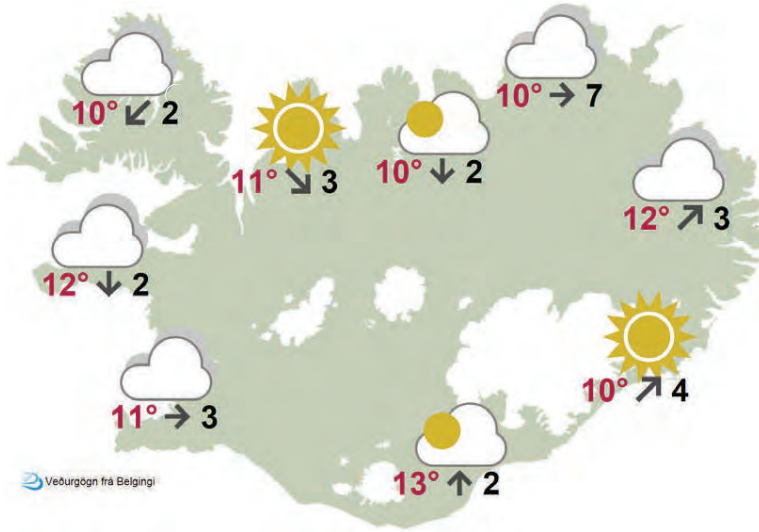 10° ↙ 2
10° → 7
11° ↘ 3
10° ↓ 2
12° ↗ 3
12° ↓ 2
10° ↗ 4
11° → 3
13° ↑ 2
Veðurgögn frá Belgingi